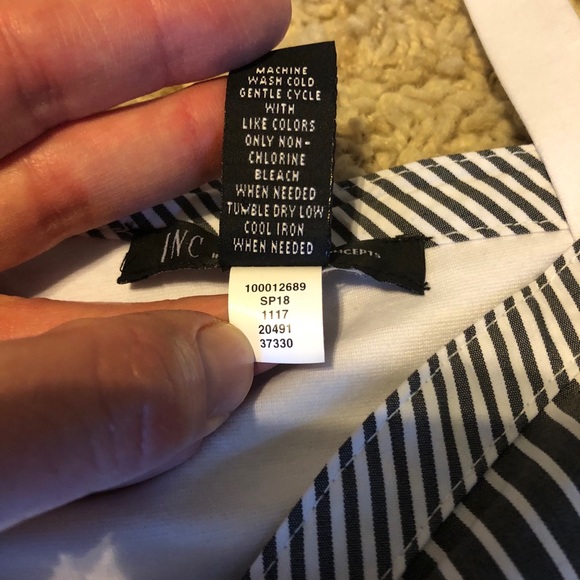 MACHINE
WASH COLD
GENTLE CYCLE
WITH
LIKE COLORS
ONLY NON-
CHLORINE
BLEACH
WHEN NEEDED
TUMBLE DRY LOW
COOL IRON
WHEN NEEDED
INC
100012689
SP18
1117
20491
37330